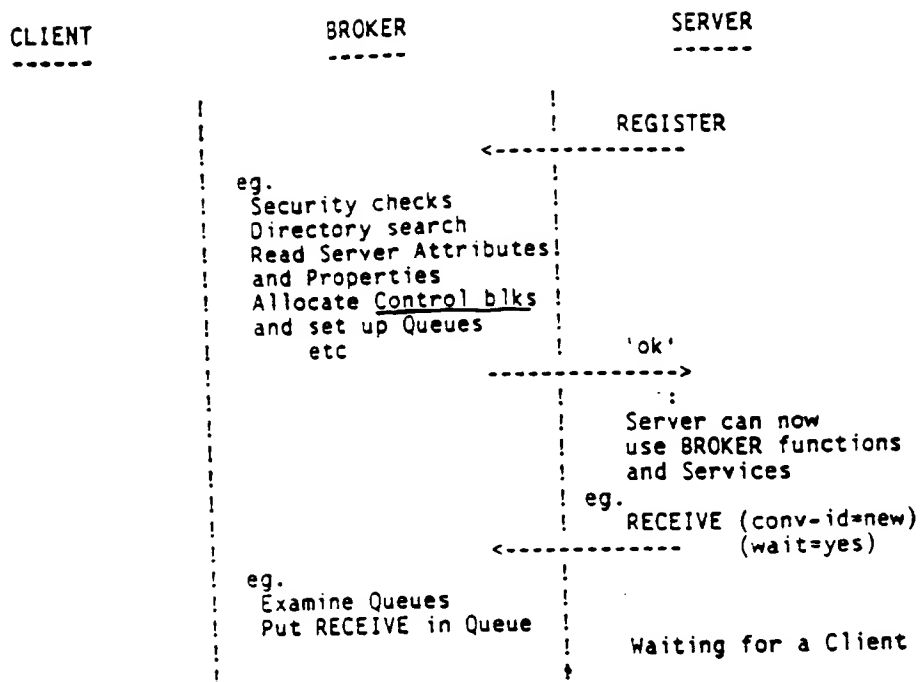 CLIENT BROKER SERVER
REGISTER
eg.
Security checks
Directory search
Read Server Attributes
and Properties
Allocate Control blks
and set up Queues
etc
'ok'
:
Server can now
use BROKER functions
and Services
eg.
RECEIVE (conv-id=new)
(wait=yes)
eg.
Examine Queues
Put RECEIVE in Queue
Waiting for a Client